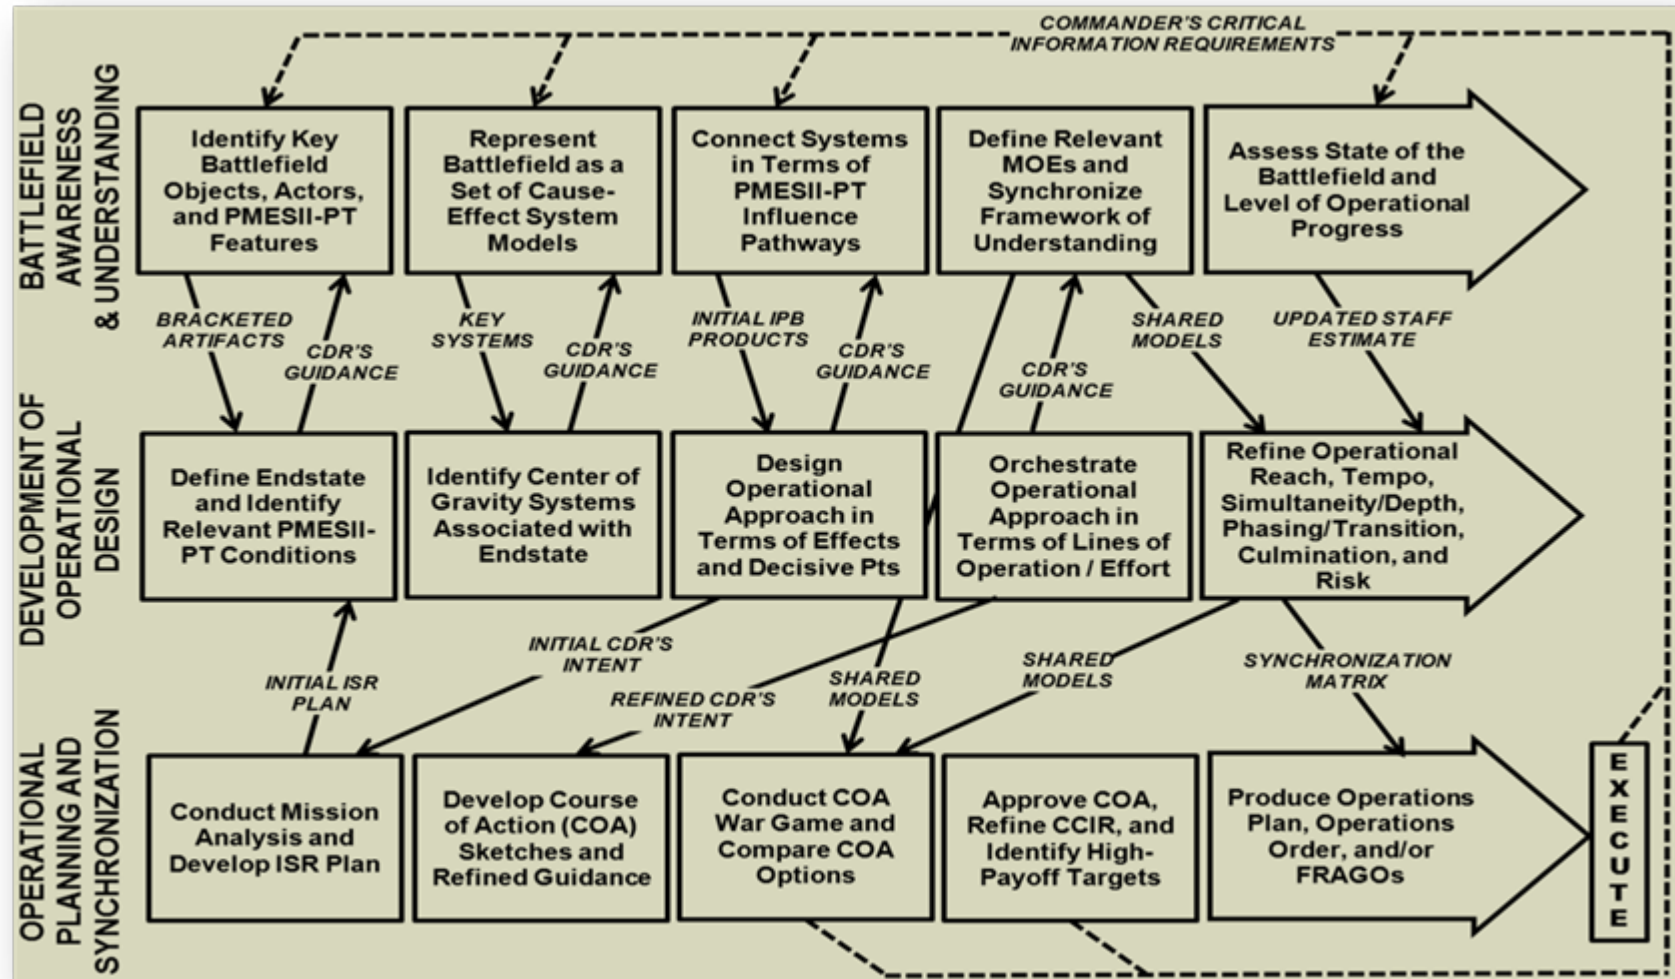 COMMANDER'S CRITICAL
INFORMATION REQUIREMENTS
BATTLEFIELD
AWARENESS
& UNDERSTANDING
Identify Key
Battlefield
Objects, Actors,
and PMESII-PT
Features
Represent
Battlefield as a
Set of Cause-
Effect System
Models
Connect Systems
in Terms of
PMESII-PT
Influence
Pathways
Define Relevant
MOEs and
Synchronize
Framework of
Understanding
Assess State of the
Battlefield and
Level of Operational
Progress
BRACKETED
ARTIFACTS
CDR'S
GUIDANCE
KEY
SYSTEMS
CDR'S
GUIDANCE
INITIAL IPB
PRODUCTS
CDR'S
GUIDANCE
CDR'S
GUIDANCE
SHARED
MODELS
UPDATED STAFF
ESTIMATE
DEVELOPMENT OF
OPERATIONAL
DESIGN
Define Endstate
and Identify
Relevant PMESII-
PT Conditions
Identify Center of
Gravity Systems
Associated with
Endstate
Design
Operational
Approach in
Terms of Effects
and Decisive Pts
Orchestrate
Operational
Approach in
Terms of Lines of
Operation / Effort
Refine Operational
Reach, Tempo,
Simultaneity/Depth,
Phasing/Transition,
Culmination, and
Risk
INITIAL ISR
PLAN
INITIAL CDR'S
INTENT
REFINED CDR'S
INTENT
SHARED
MODELS
SHARED
MODELS
SYNCHRONIZATION
MATRIX
OPERATIONAL
PLANNING AND
SYNCHRONIZATION
Conduct Mission
Analysis and
Develop ISR Plan
Develop Course
of Action (COA)
Sketches and
Refined Guidance
Conduct COA
War Game and
Compare COA
Options
Approve COA,
Refine CCIR, and
Identify High-
Payoff Targets
Produce Operations
Plan, Operations
Order, and/or
FRAGOs
EXECUTE